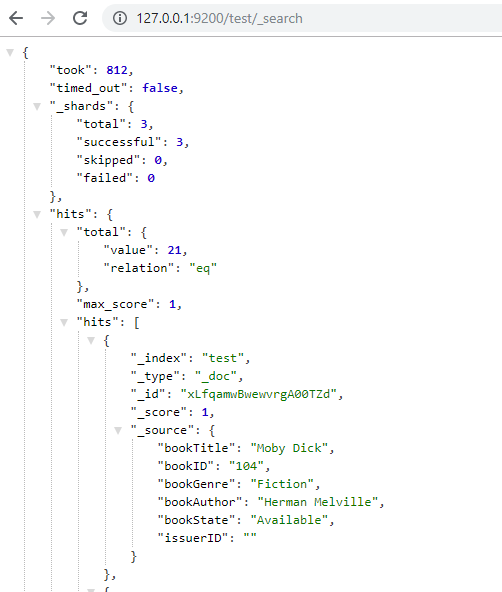 127.0.0.1:9200/test/_search
{
"took": 812,
"timed_out": false,
"_shards": {
"total": 3,
"successful": 3,
"skipped": 0,
"failed": 0
},
"hits": {
"total": {
"value": 21,
"relation": "eq"
},
"max_score": 1,
"hits": [
{
"_index": "test",
"_type": "_doc",
"_id": "xLfqamwBwewvrgA00TZd",
"_score": 1,
"_source": {
"bookTitle": "Moby Dick",
"bookID": "104",
"bookGenre": "Fiction",
"bookAuthor": "Herman Melville",
"bookState": "Available",
"issuerID": ""
}
},
{